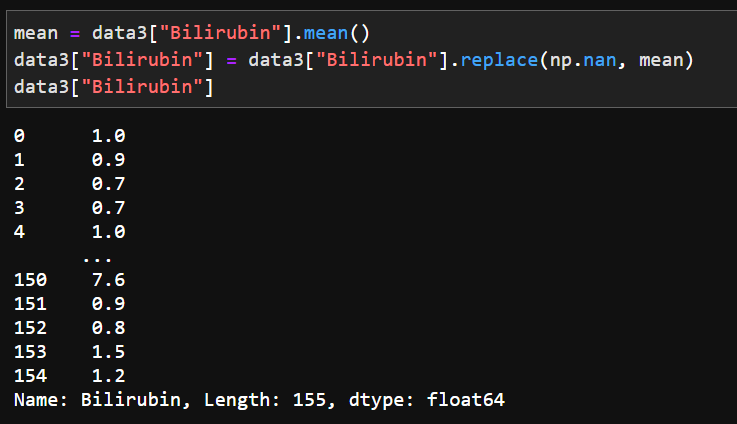 mean = data3["Bilirubin"].mean()
data3["Bilirubin"] = data3["Bilirubin"].replace(np.nan, mean)
data3["Bilirubin"]
0      1.0
1      0.9
2      0.7
3      0.7
4      1.0
      ...
150    7.6
151    0.9
152    0.8
153    1.5
154    1.2
Name: Bilirubin, Length: 155, dtype: float64